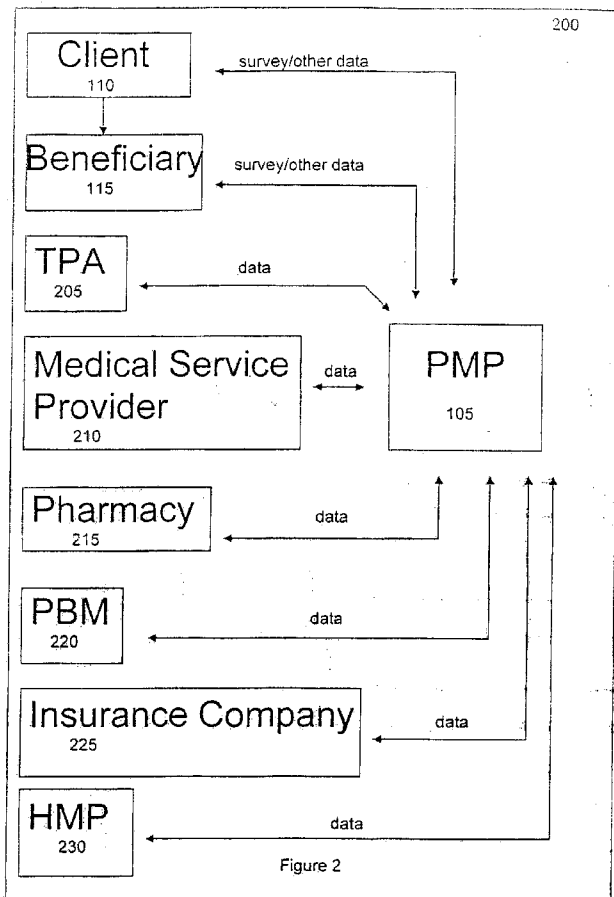 200
Client
110
survey/other data
Beneficiary
115
survey/other data
TPA
205
data
Medical Service
Provider
210
data
PMP
105
Pharmacy
215
data
PBM
220
data
Insurance Company
225
data
HMP
230
data
Figure 2